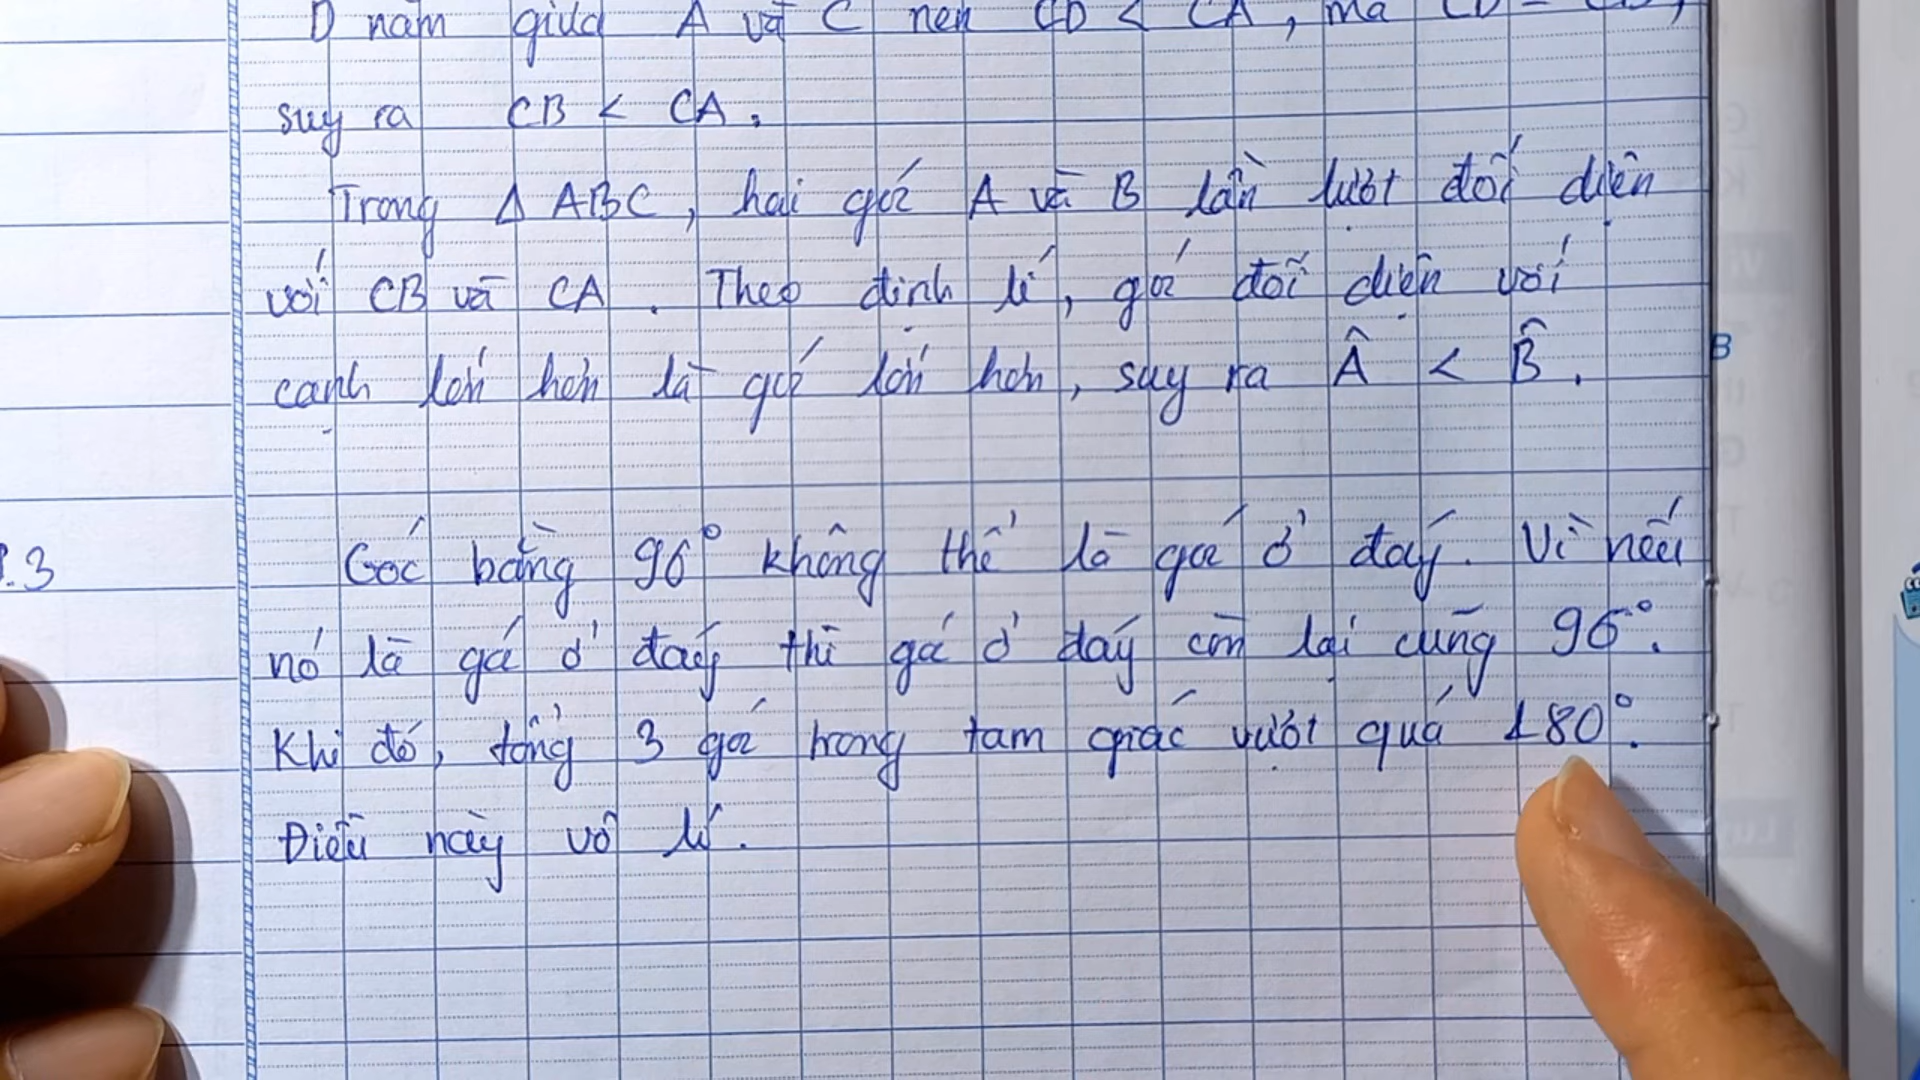 D nằm giữa A và C nên CD < CA, mà CD = CB,
suy ra CB < CA.
Trong Δ ABC, hai góc A và B lần lượt đối diện
với CB và CA. Theo định lí, góc đối diện với
cạnh lớn hơn là góc lớn hơn, suy ra Â < B̂.
B
.3 Góc bằng 96° không thể là góc ở đáy. Vì nếu
nó là góc ở đáy thì góc ở đáy còn lại cũng 96°.
Khi đó, tổng 3 góc trong tam giác vượt quá 180°.
Điều này vô lí.